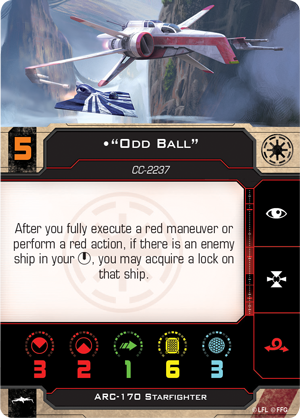 •“Odd Ball”
5
CC-2237
After you fully execute a red maneuver or
perform a red action, if there is an enemy
ship in your , you may acquire a lock on
that ship.
3 2 1 6 3
ARC-170 Starfighter
©LFL ©FFG